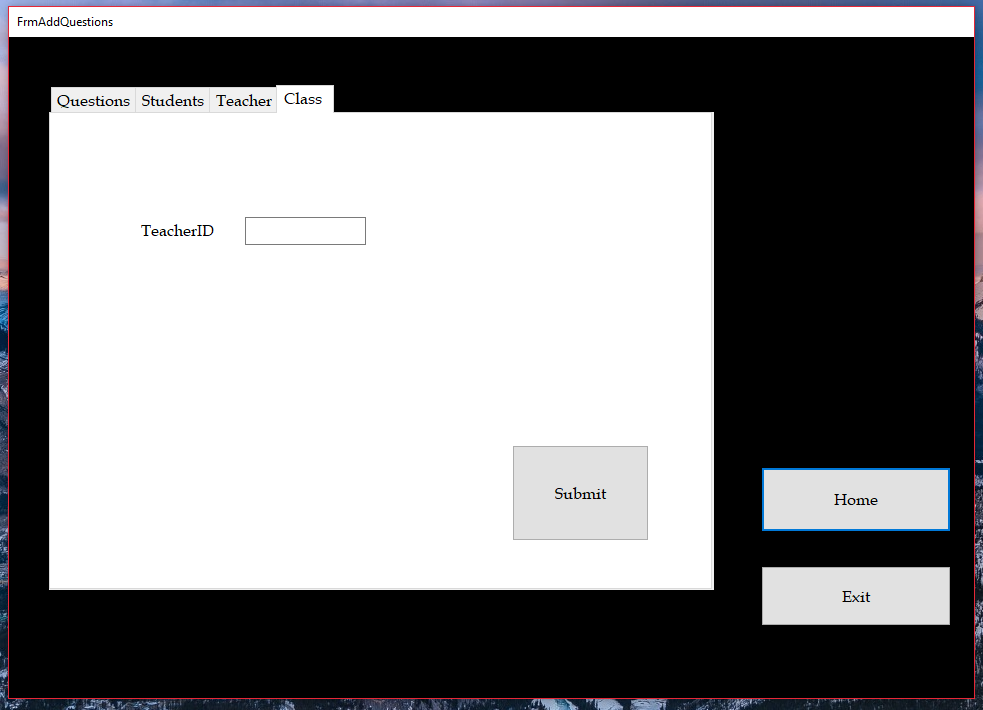 FrmAddQuestions
Questions Students Teacher Class
TeacherID
Submit
Home
Exit